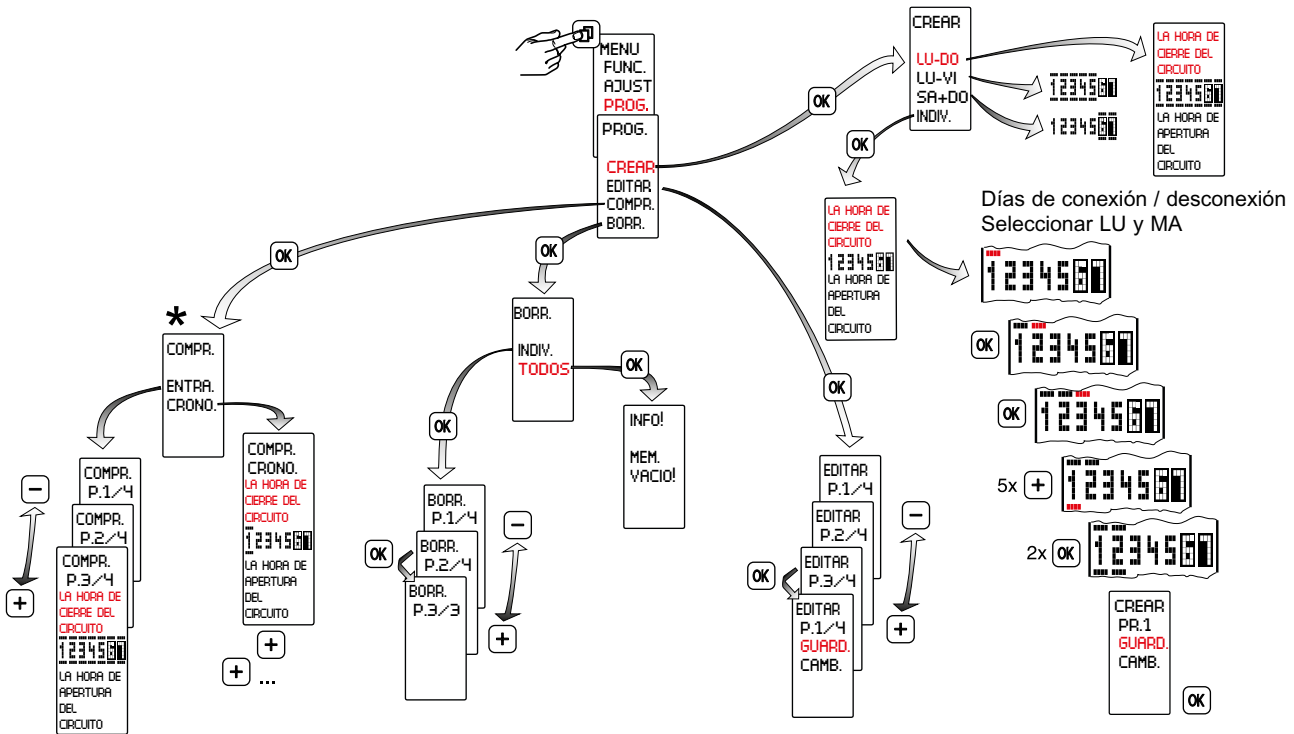 MENU
FUNC.
AJUST
PROG.
PROG.
CREAR
EDITAR
COMPR.
BORR.
OK
CREAR
LU-DO
LU-VI
SA+DO
INDIV.
LA HORA DE
CIERRE DEL
CIRCUITO
1234567
LA HORA DE
APERTURA
DEL
CIRCUITO
1234567
1234567
OK
LA HORA DE
CIERRE DEL
CIRCUITO
1234567
LA HORA DE
APERTURA
DEL
CIRCUITO
Días de conexión / desconexión
Seleccionar LU y MA
1234567
OK 1234567
OK 1234567
5x + 1234567
2x OK 1234567
CREAR
PR.1
GUARD.
CAMB.
OK
OK
*
COMPR.
ENTRA.
CRONO.
COMPR.
P.1/4
COMPR.
P.2/4
COMPR.
P.3/4
LA HORA DE
CIERRE DEL
CIRCUITO
1234567
LA HORA DE
APERTURA
DEL
CIRCUITO
-
+
COMPR.
CRONO.
LA HORA DE
CIERRE DEL
CIRCUITO
1234567
LA HORA DE
APERTURA
DEL
CIRCUITO
+
+ ...
OK
BORR.
INDIV.
TODOS
OK
INFO!
MEM.
VACIO!
OK
BORR.
P.1/4
BORR.
P.2/4
OK
BORR.
P.3/3
-
+
OK
EDITAR
P.1/4
EDITAR
P.2/4
EDITAR
P.3/4
OK
EDITAR
P.1/4
GUARD.
CAMB.
-
+